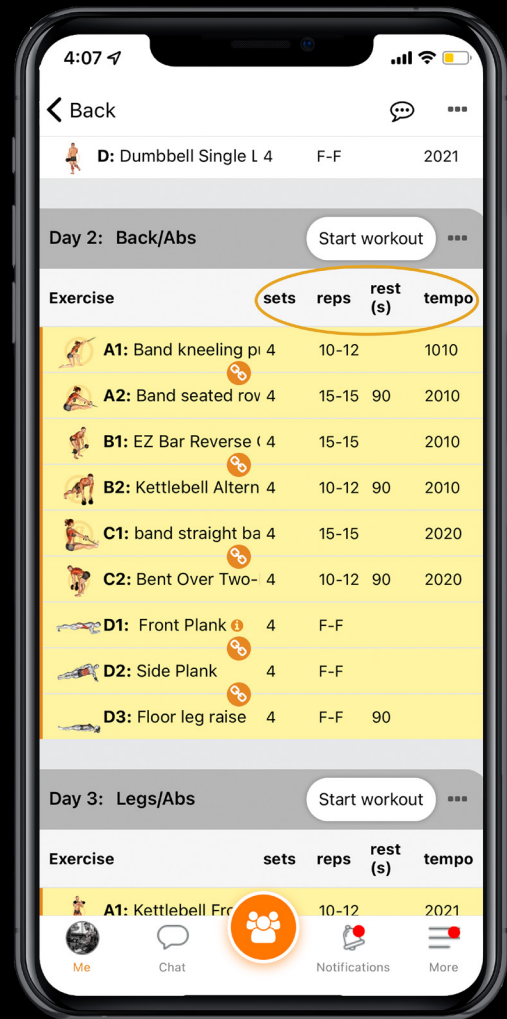 4:07
Back
D: Dumbbell Single L 4 F-F 2021
Day 2: Back/Abs Start workout
Exercise sets reps rest (s) tempo
A1: Band kneeling pu 4 10-12 1010
A2: Band seated row 4 15-15 90 2010
B1: EZ Bar Reverse 4 15-15 2010
B2: Kettlebell Altern 4 10-12 90 2010
C1: band straight ba 4 15-15 2020
C2: Bent Over Two- 4 10-12 90 2020
D1: Front Plank 4 F-F
D2: Side Plank 4 F-F
D3: Floor leg raise 4 F-F 90
Day 3: Legs/Abs Start workout
Exercise sets reps rest (s) tempo
A1: Kettlebell Fro 10-12 2021
Me Chat Notifications More